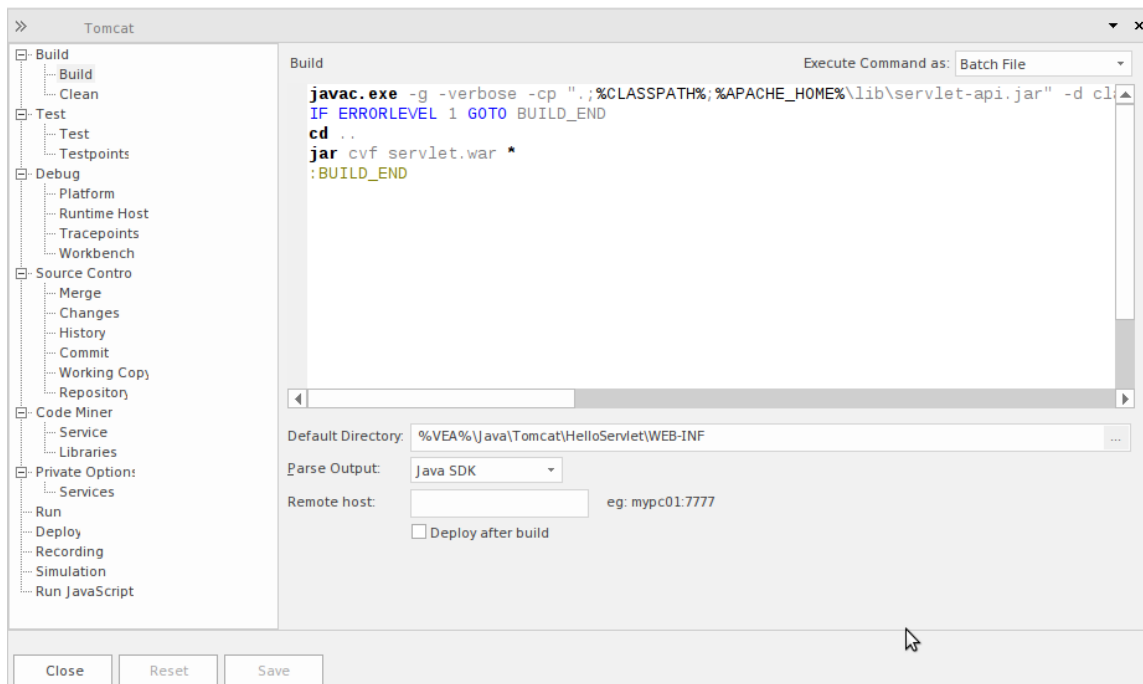 Tomcat
Build
Build
Clean
Test
Test
Testpoints
Debug
Platform
Runtime Host
Tracepoints
Workbench
Source Contro
Merge
Changes
History
Commit
Working Copy
Repository
Code Miner
Service
Libraries
Private Options
Services
Run
Deploy
Recording
Simulation
Run JavaScript
Build
Execute Command as: Batch File
javac.exe -g -verbose -cp ".;%CLASSPATH%;%APACHE_HOME%\lib\servlet-api.jar" -d cla
IF ERRORLEVEL 1 GOTO BUILD_END
cd ..
jar cvf servlet.war *
:BUILD_END
Default Directory: %VEA%\Java\Tomcat\HelloServlet\WEB-INF ...
Parse Output: Java SDK
Remote host: eg: mypc01:7777
Deploy after build
Close Reset Save